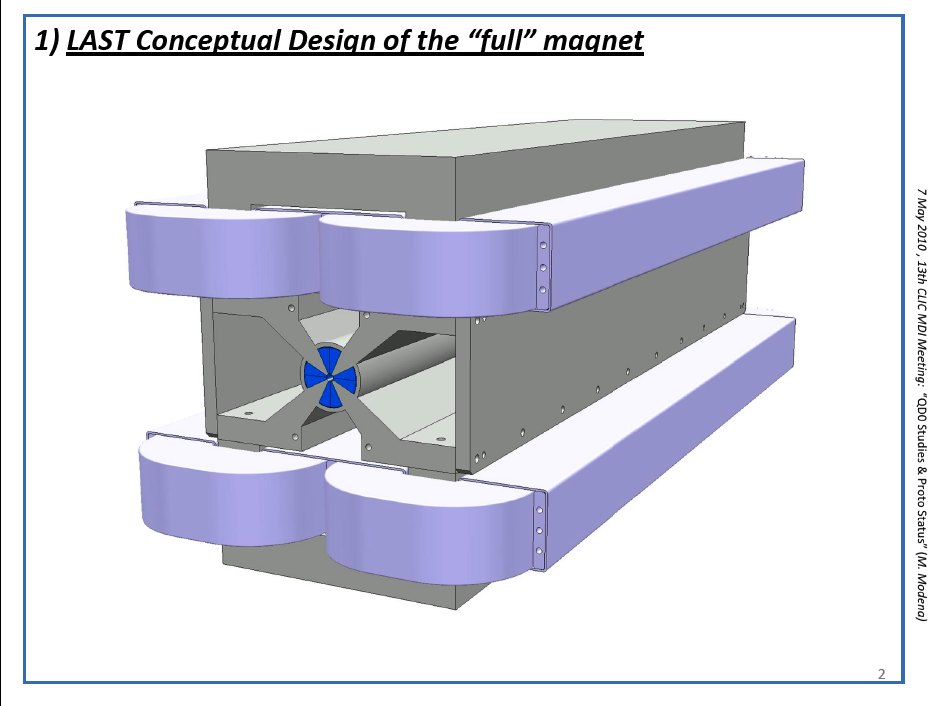 1) LAST Conceptual Design of the “full” magnet
7 May 2010 , 13th CLIC MDI Meeting: “QD0 Studies & Proto Status” (M. Modena)
2